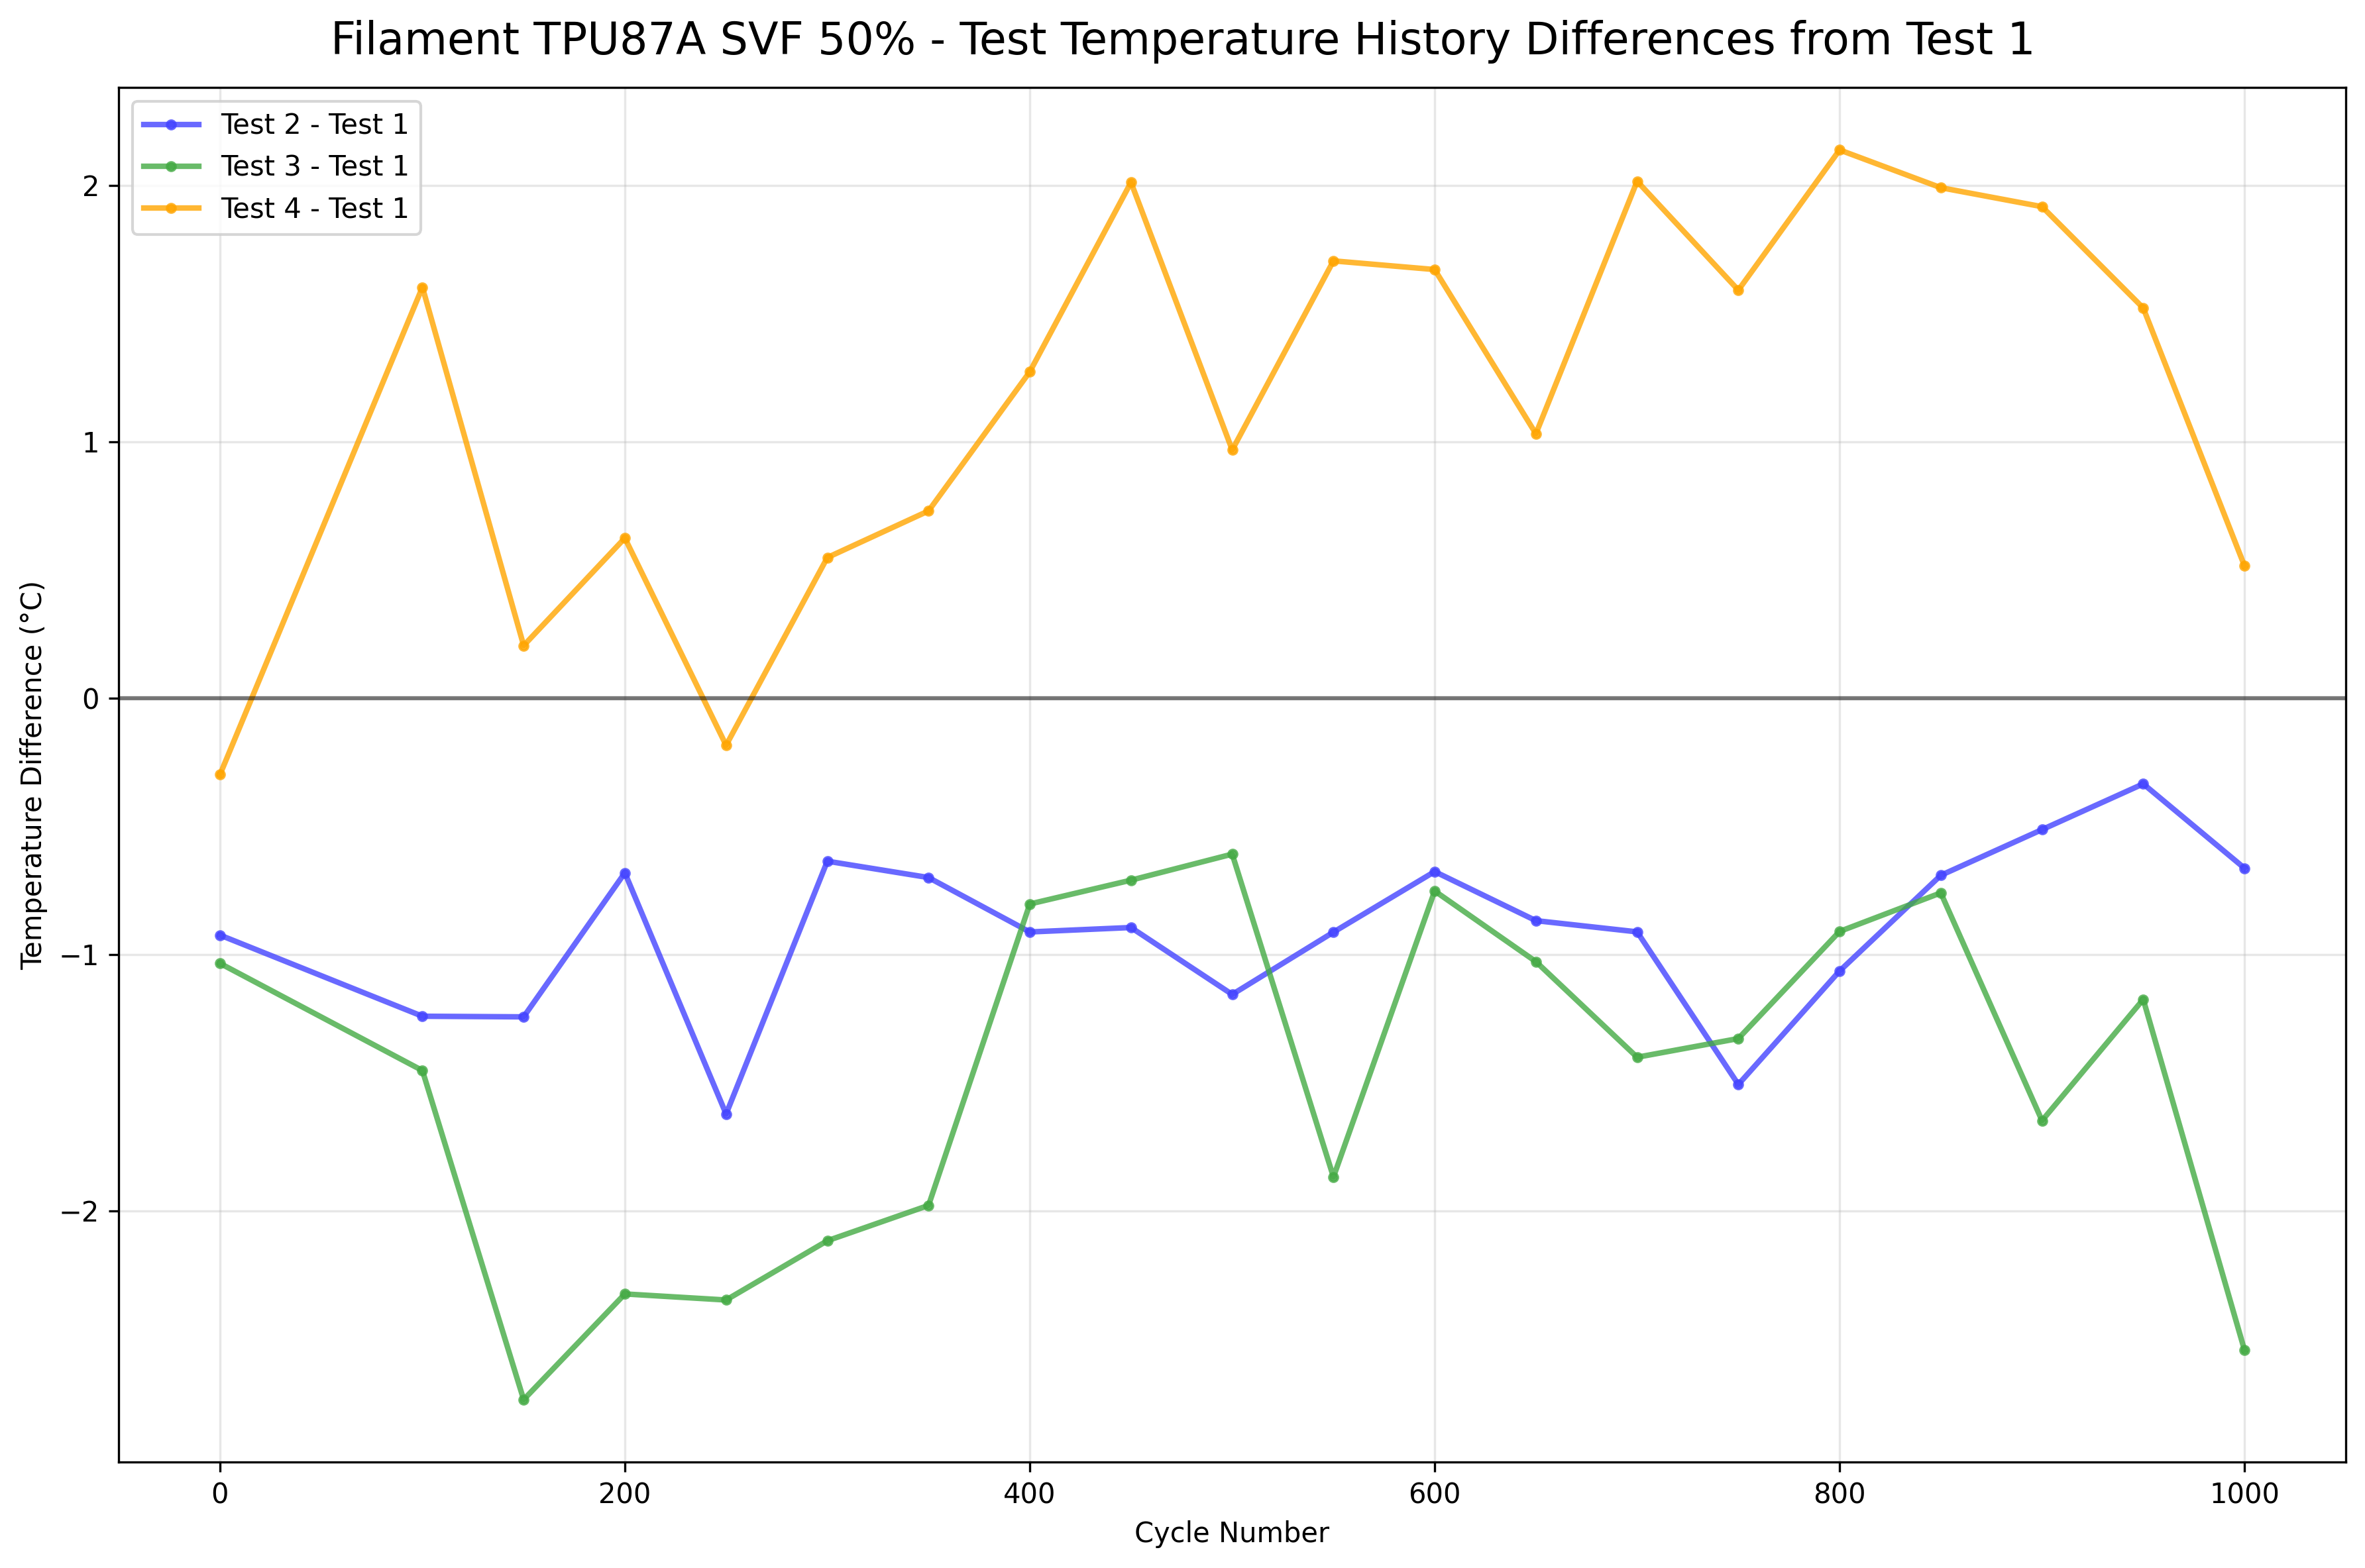 Filament TPU87A SVF 50% - Test Temperature History Differences from Test 1
Test 2 - Test 1
Test 3 - Test 1
Test 4 - Test 1
2
1
0
−1
−2
Temperature Difference (°C)
0 200 400 600 800 1000
Cycle Number